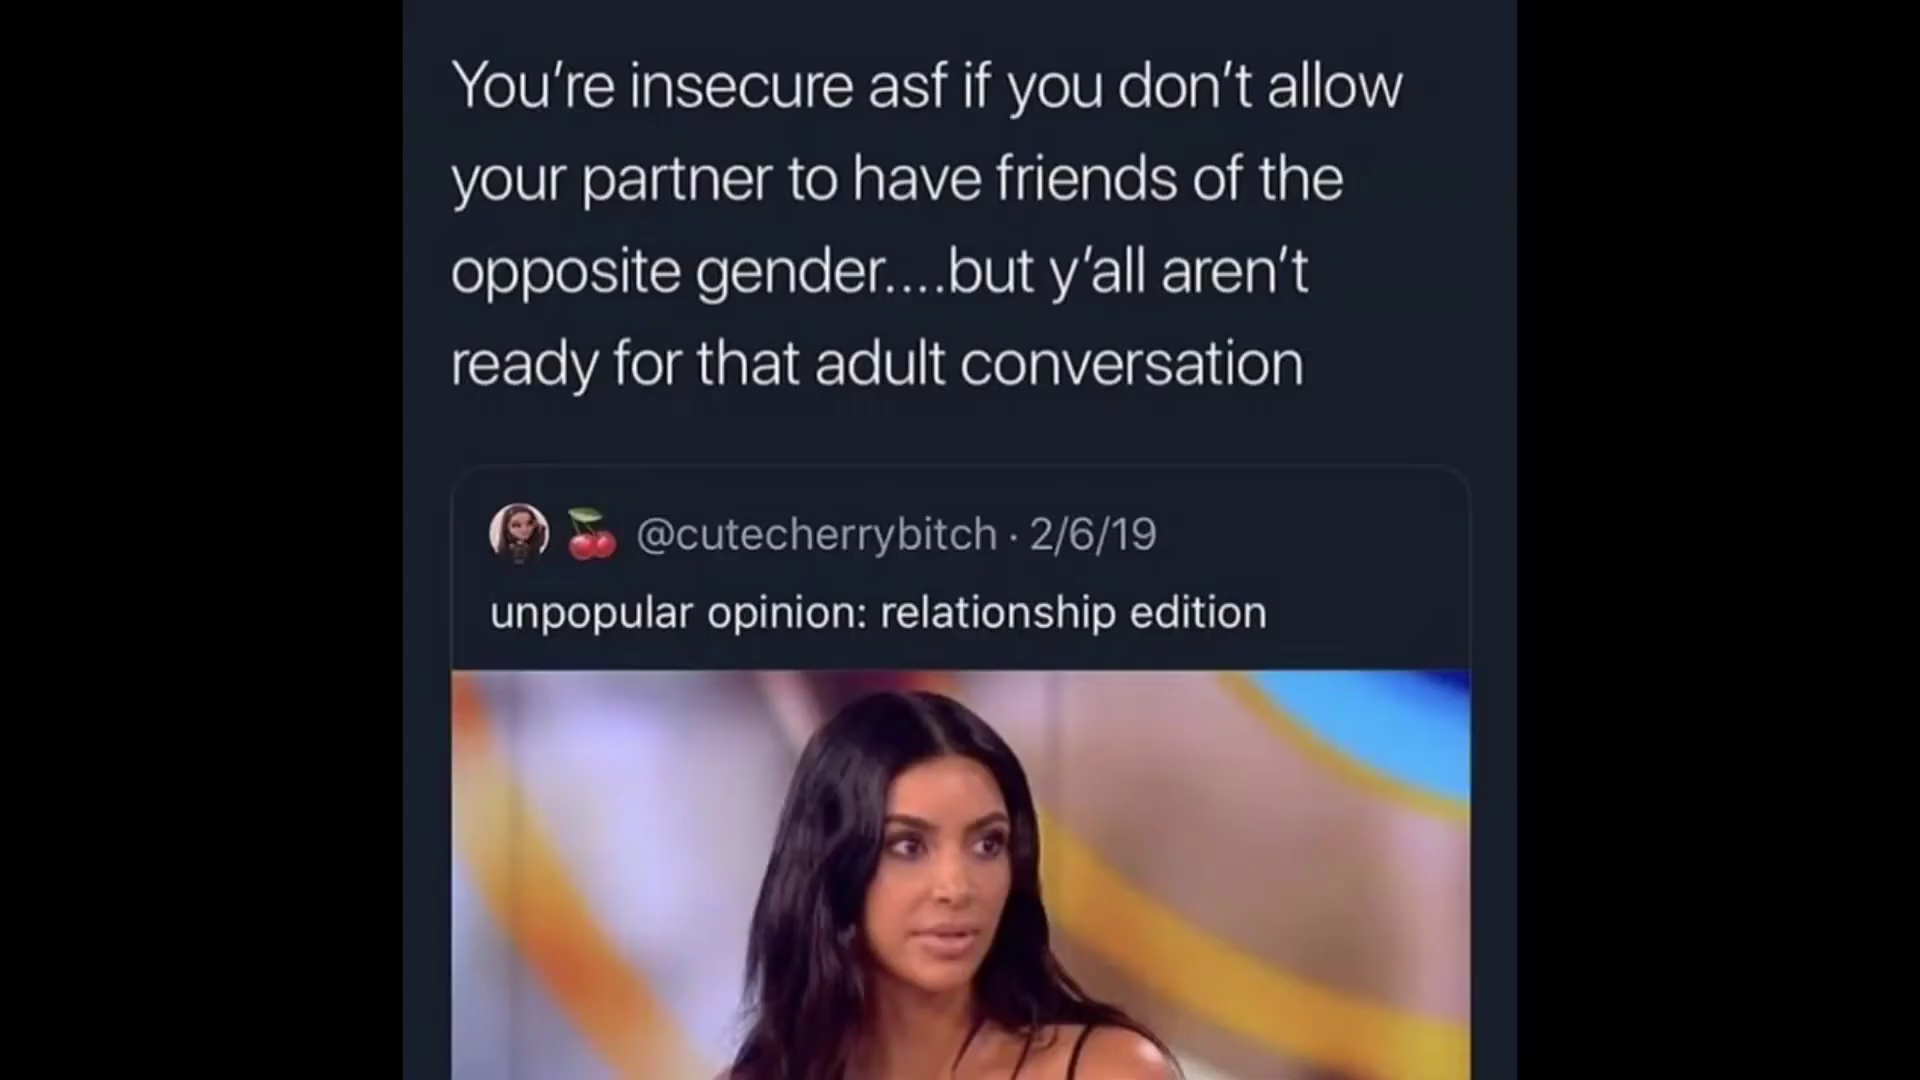 You’re insecure asf if you don’t allow
your partner to have friends of the
opposite gender....but y’all aren’t
ready for that adult conversation
@cutecherrybitch · 2/6/19
unpopular opinion: relationship edition